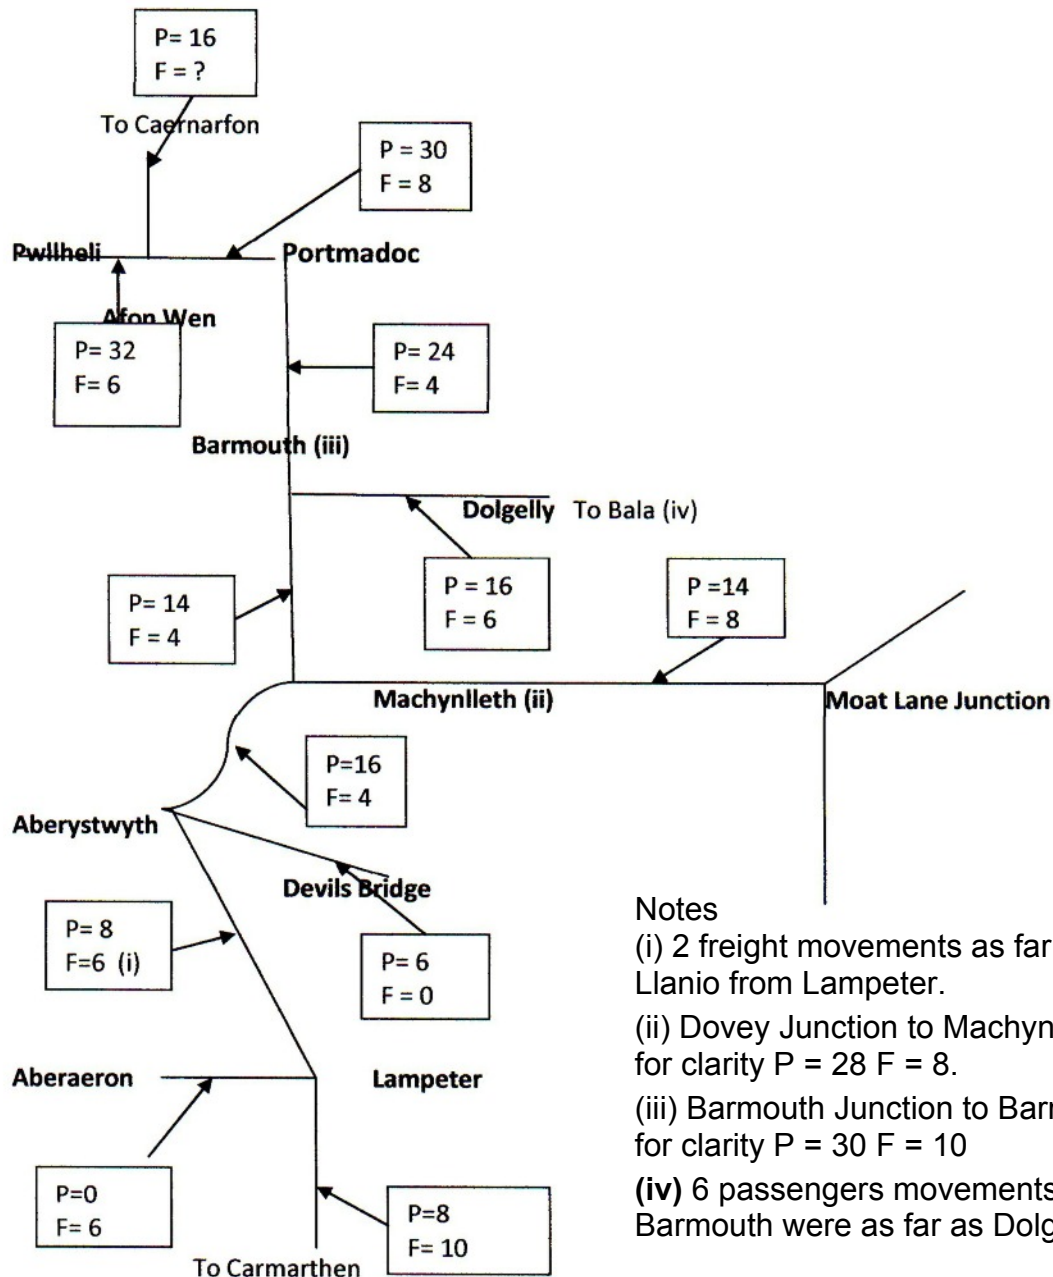 P= 16
F = ?
To Caernarfon
P = 30
F = 8
Pwllheli
Portmadoc
Afon Wen
P= 32
F= 6
P= 24
F= 4
Barmouth (iii)
Dolgelly To Bala (iv)
P= 14
F = 4
P = 16
F = 6
P =14
F = 8
Machynlleth (ii)
Moat Lane Junction
P=16
F= 4
Aberystwyth
Devils Bridge
P= 8
F=6 (i)
P= 6
F = 0
Aberaeron
Lampeter
P=0
F= 6
P=8
F= 10
To Carmarthen
Notes
(i) 2 freight movements as far
Llanio from Lampeter.
(ii) Dovey Junction to Machyn
for clarity P = 28 F = 8.
(iii) Barmouth Junction to Barr
for clarity P = 30 F = 10
(iv) 6 passengers movements
Barmouth were as far as Dolg